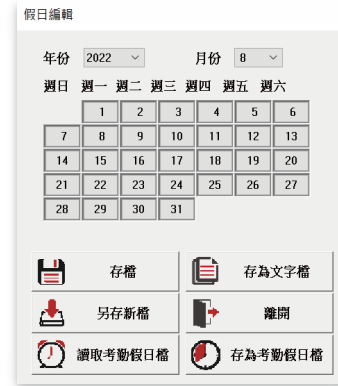 假日編輯
年份 2022 月份 8
週日 週一 週二 週三 週四 週五 週六
1 2 3 4 5 6
7 8 9 10 11 12 13
14 15 16 17 18 19 20
21 22 23 24 25 26 27
28 29 30 31
存檔 存為文字檔
另存新檔 離開
讀取考勤假日檔 存為考勤假日檔